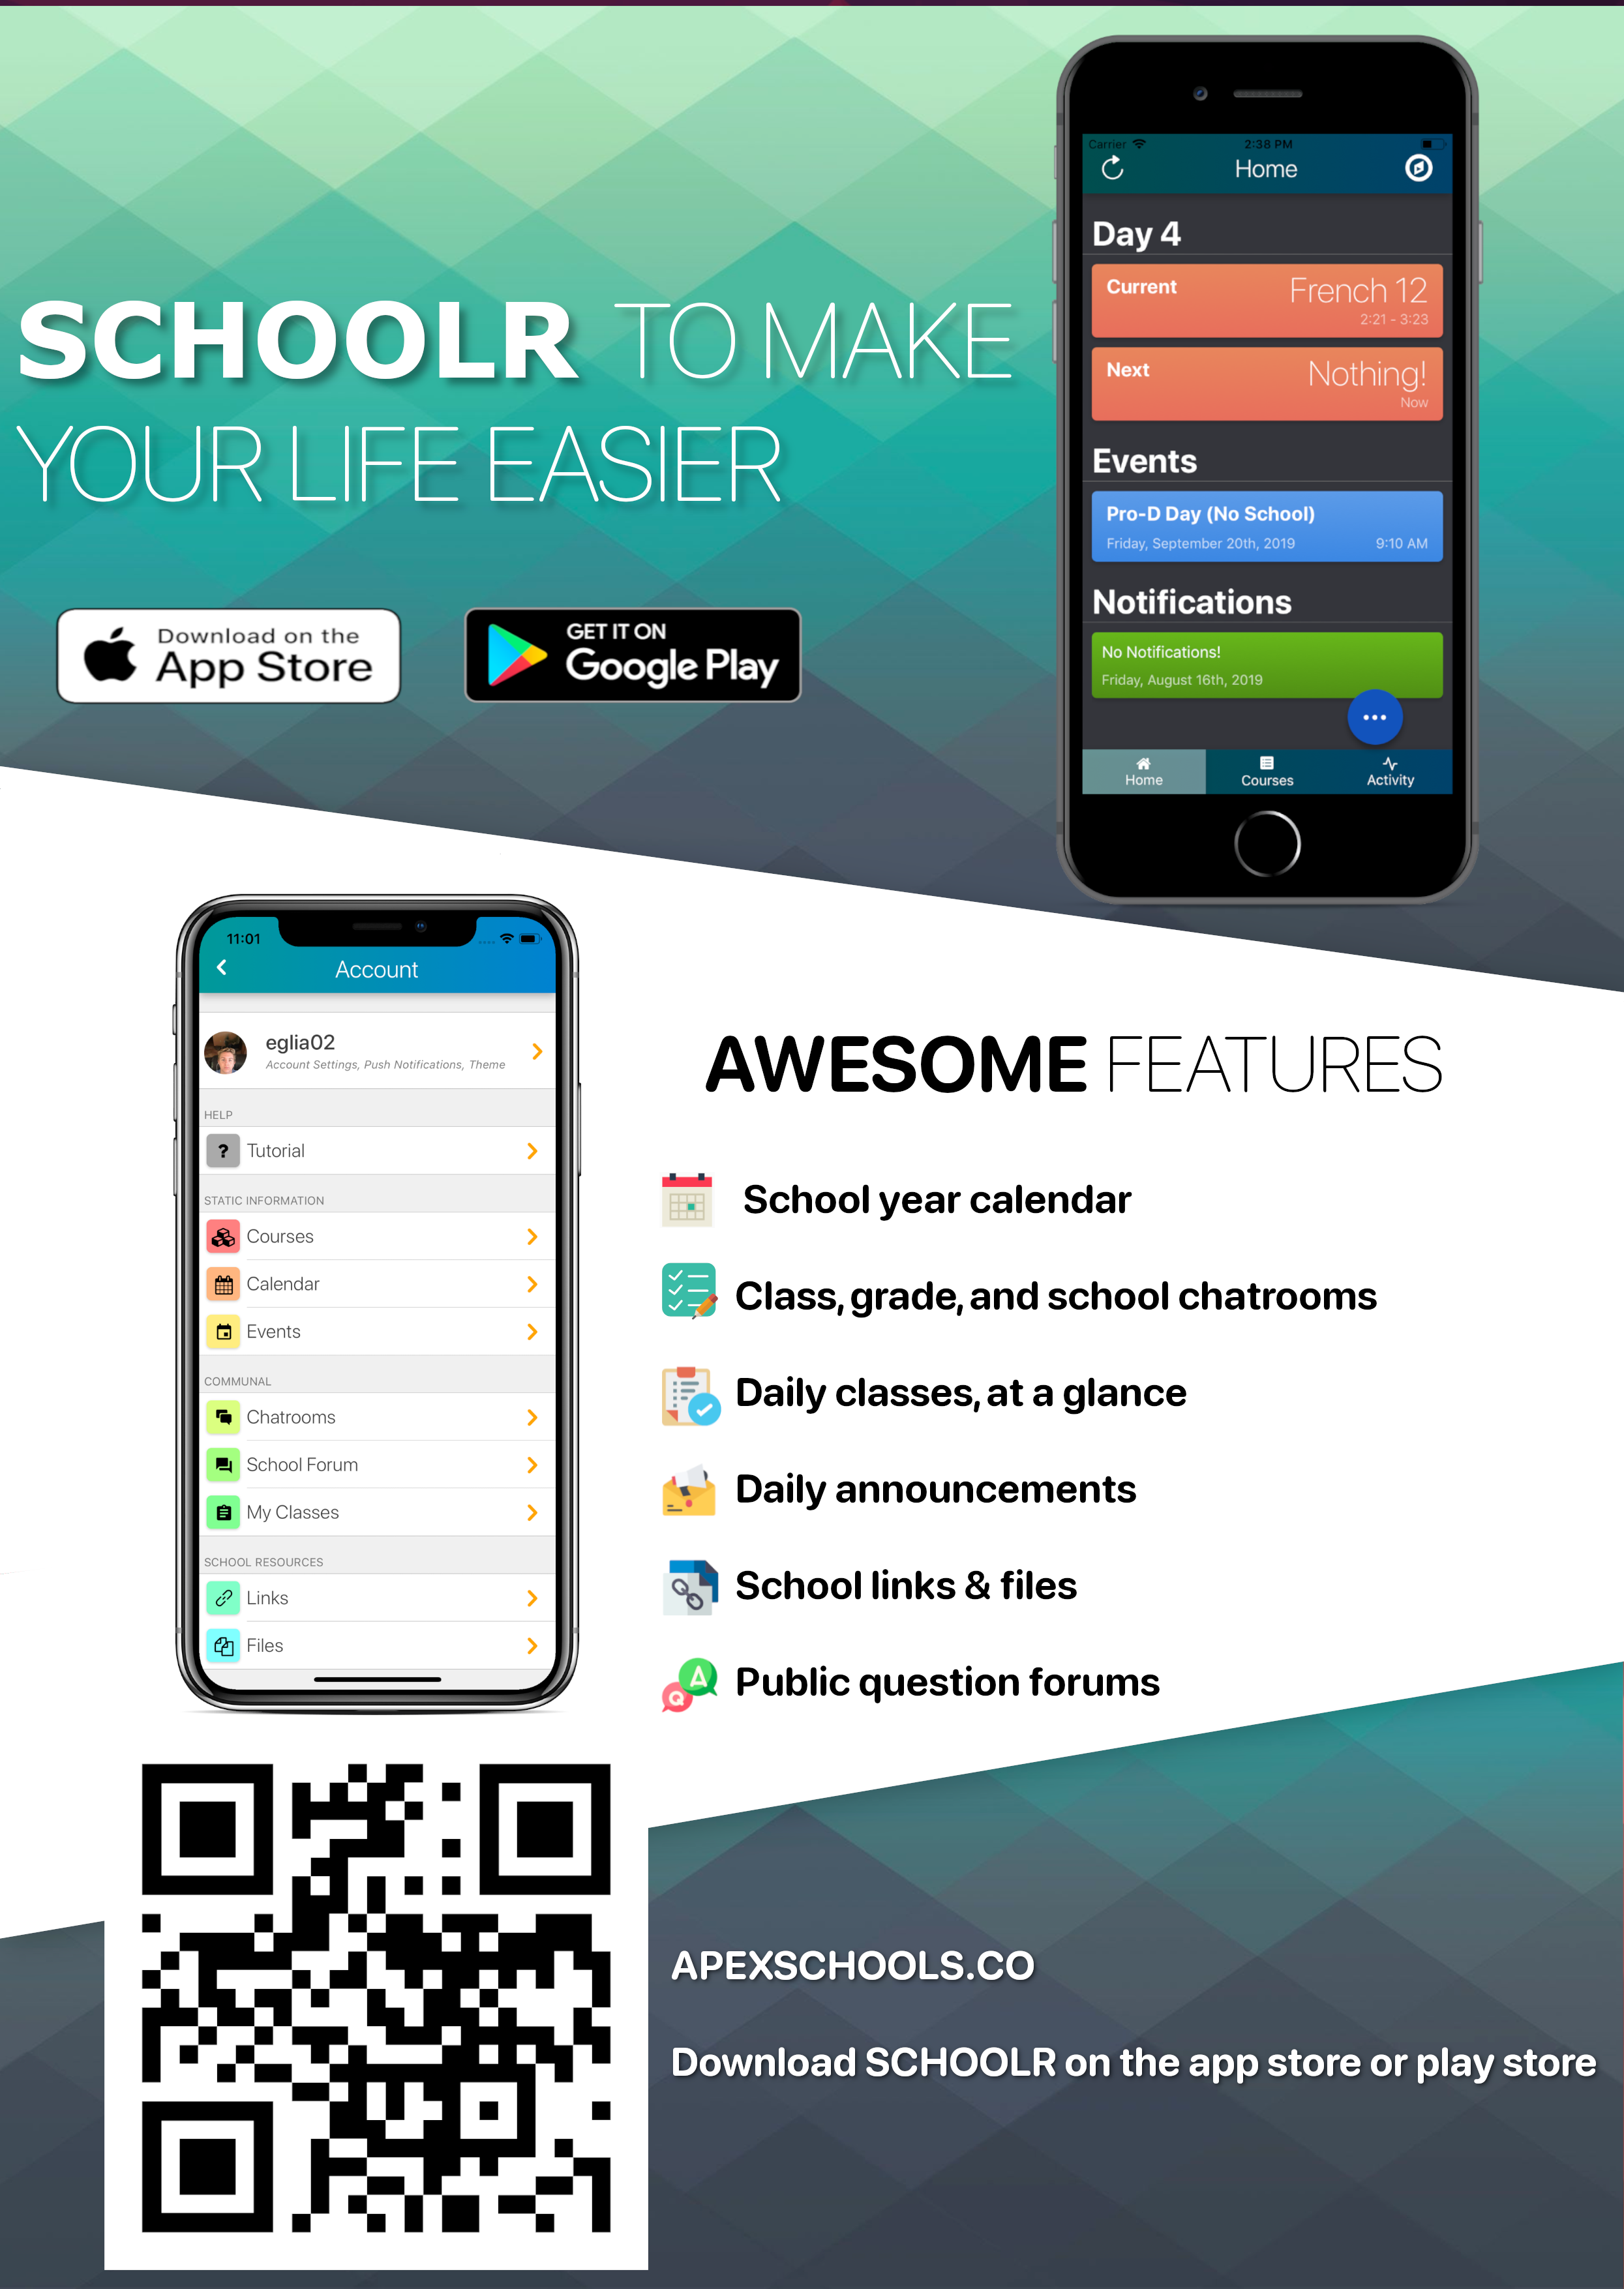 SCHOOLR TO MAKE
YOUR LIFE EASIER
Download on the
App Store
GET IT ON
Google Play
Carrier 2:38 PM
Home
Day 4
Current French 12
2:21 - 3:23
Next Nothing!
Now
Events
Pro-D Day (No School)
Friday, September 20th, 2019 9:10 AM
Notifications
No Notifications!
Friday, August 16th, 2019
Home Courses Activity
11:01
Account
eglia02
Account Settings, Push Notifications, Theme
HELP
? Tutorial
STATIC INFORMATION
Courses
Calendar
Events
COMMUNAL
Chatrooms
School Forum
My Classes
SCHOOL RESOURCES
Links
Files
AWESOME FEATURES
School year calendar
Class, grade, and school chatrooms
Daily classes, at a glance
Daily announcements
School links & files
Q A Public question forums
APEXSCHOOLS.CO
Download SCHOOLR on the app store or play store